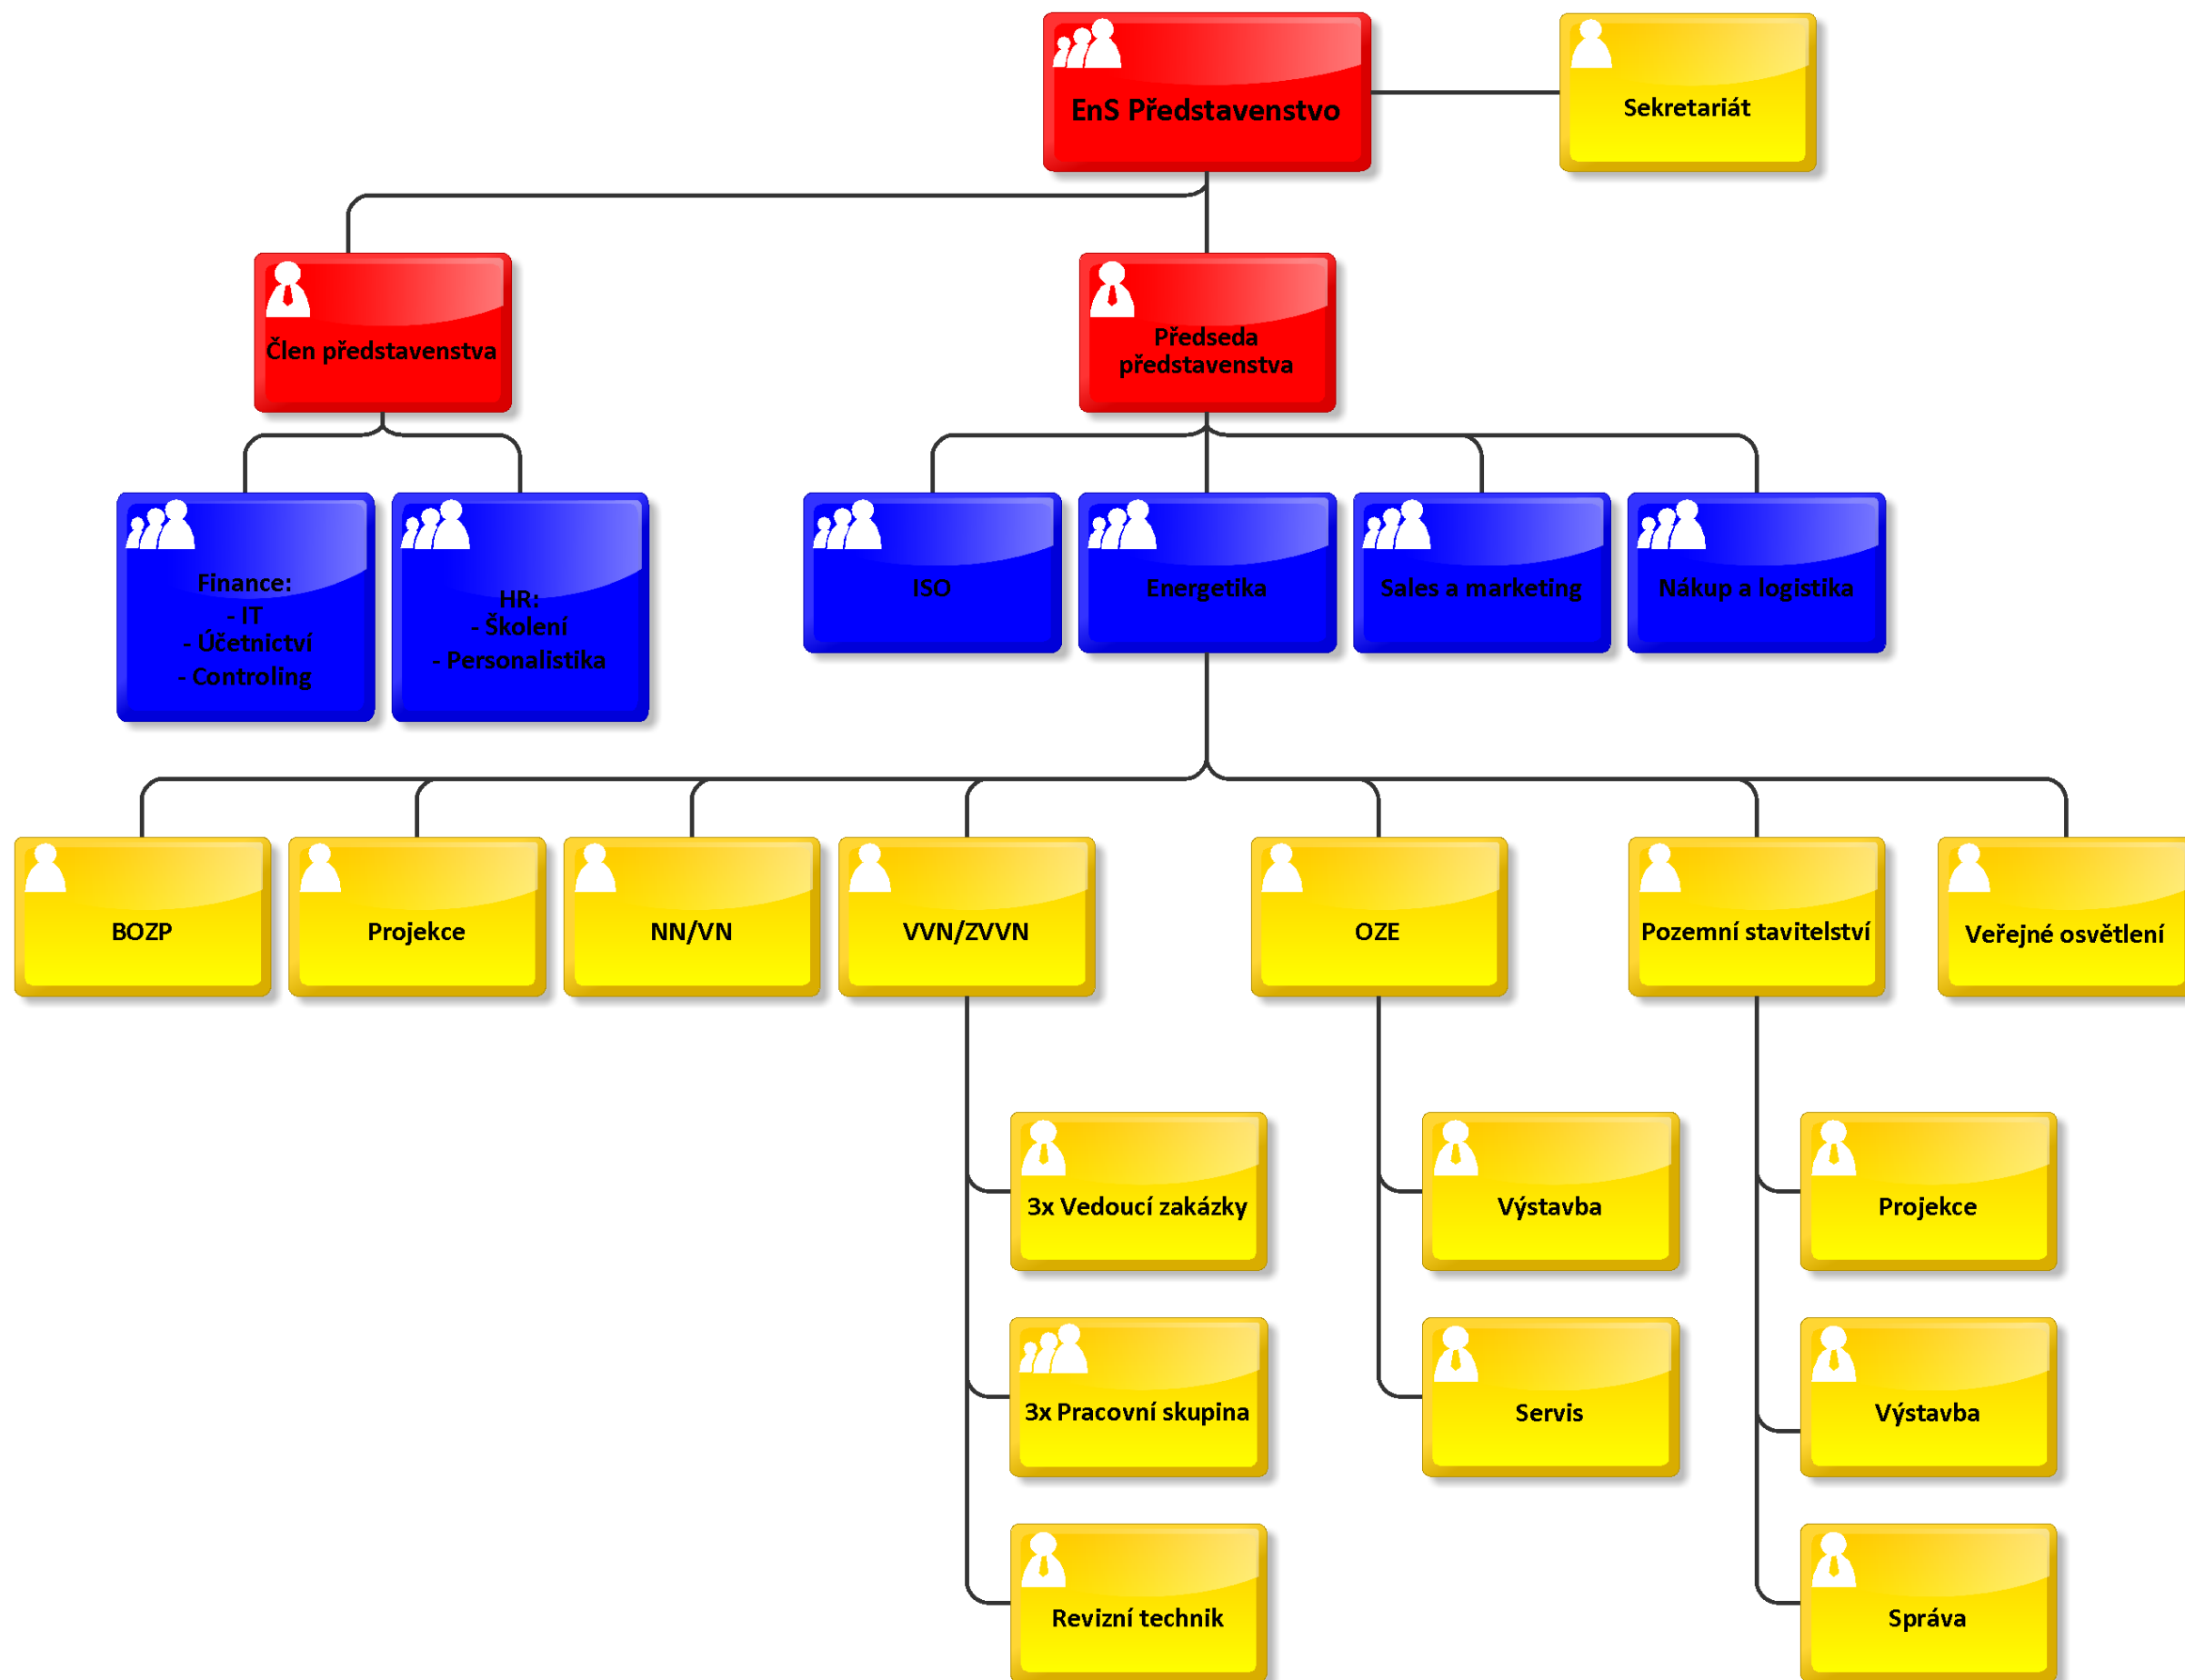 EnS Představenstvo
Sekretariát
Člen představenstva
Předseda
představenstva
Finance:
- IT
- Účetnictví
- Controling
HR:
- Školení
- Personalistika
ISO
Energetika
Sales a marketing
Nákup a logistika
BOZP
Projekce
NN/VN
VVN/ZVVN
OZE
Pozemní stavitelství
Veřejné osvětlení
3x Vedoucí zakázky
Výstavba
Projekce
3x Pracovní skupina
Servis
Výstavba
Revizní technik
Správa